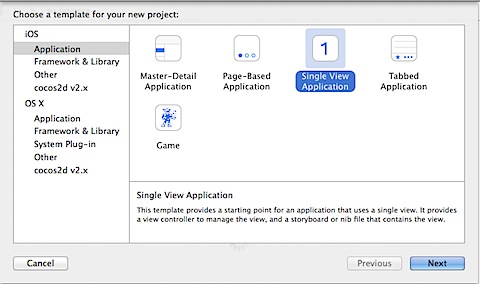 Choose a template for your new project:
iOS
Application
Framework & Library
Other
cocos2d v2.x
OS X
Application
Framework & Library
System Plug-in
Other
cocos2d v2.x
Master-Detail
Application
Page-Based
Application
1
Single View
Application
Tabbed
Application
Game
Single View Application
This template provides a starting point for an application that uses a single view. It provides
a view controller to manage the view, and a storyboard or nib file that contains the view.
Cancel
Previous
Next